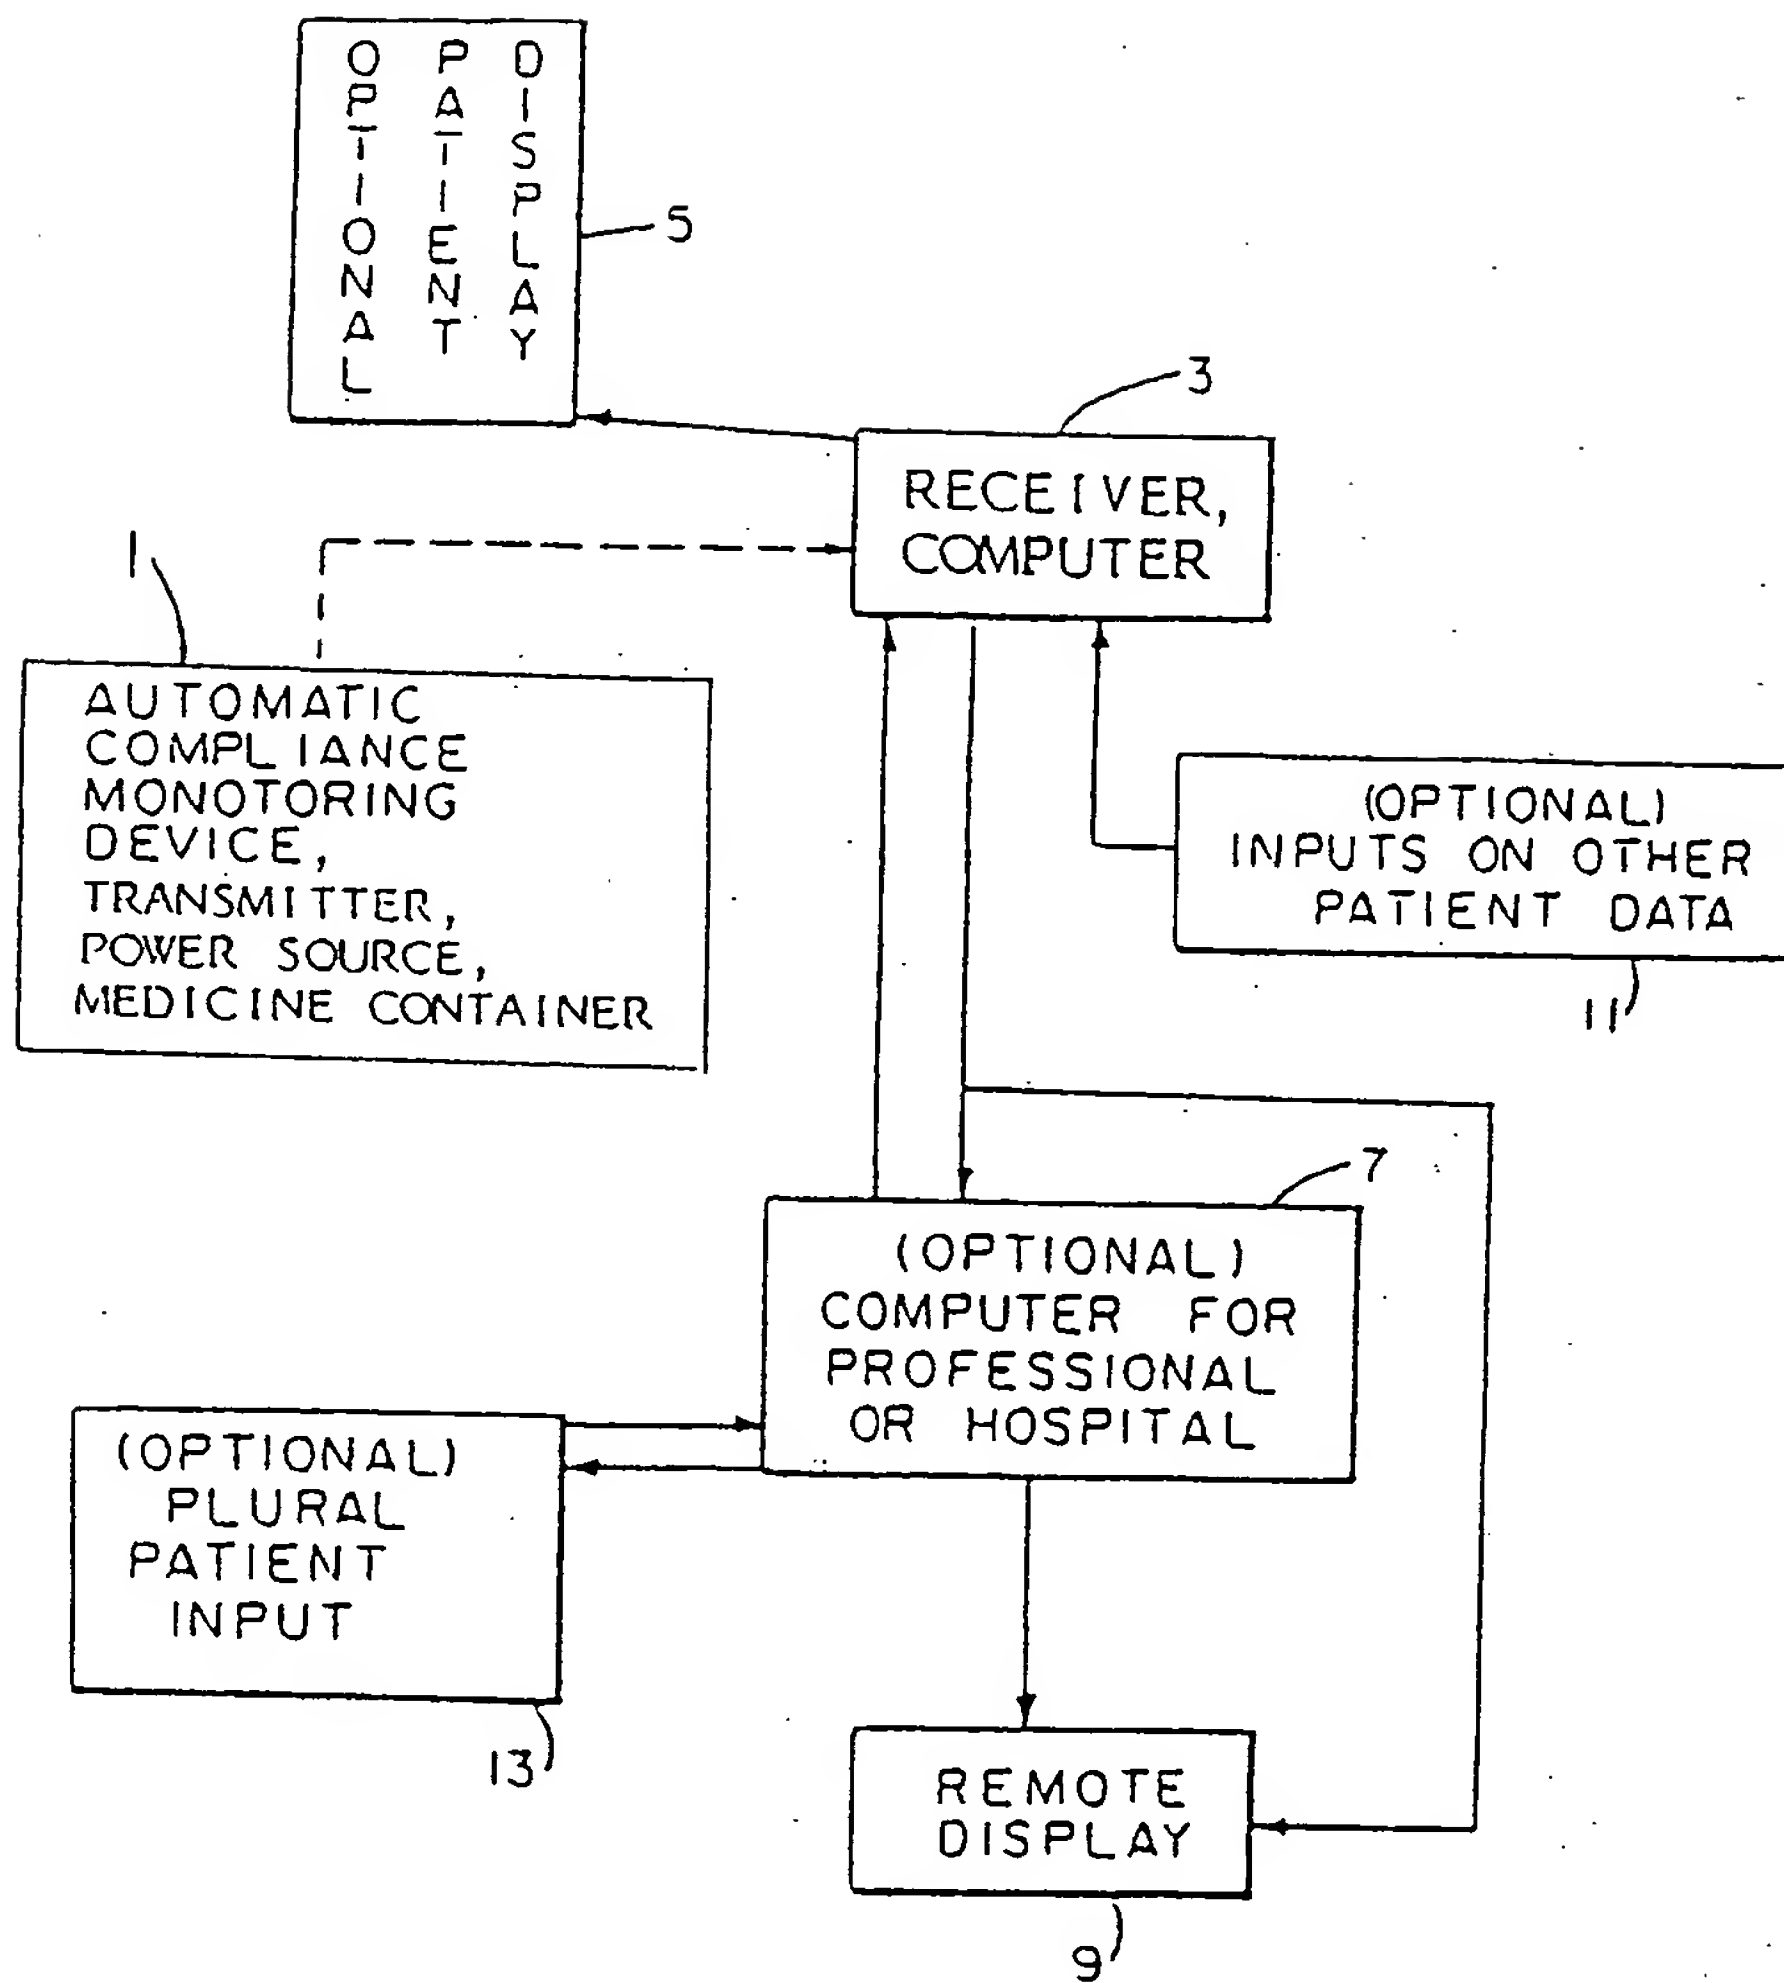 OPTIONAL
PATIENT
DISPLAY
5
3
RECEIVER,
COMPUTER
1
AUTOMATIC
COMPLIANCE
MONOTORING
DEVICE,
TRANSMITTER,
POWER SOURCE,
MEDICINE CONTAINER
(OPTIONAL)
INPUTS ON OTHER
PATIENT DATA
11
7
(OPTIONAL)
COMPUTER FOR
PROFESSIONAL
OR HOSPITAL
(OPTIONAL)
PLURAL
PATIENT
INPUT
13
REMOTE
DISPLAY
9